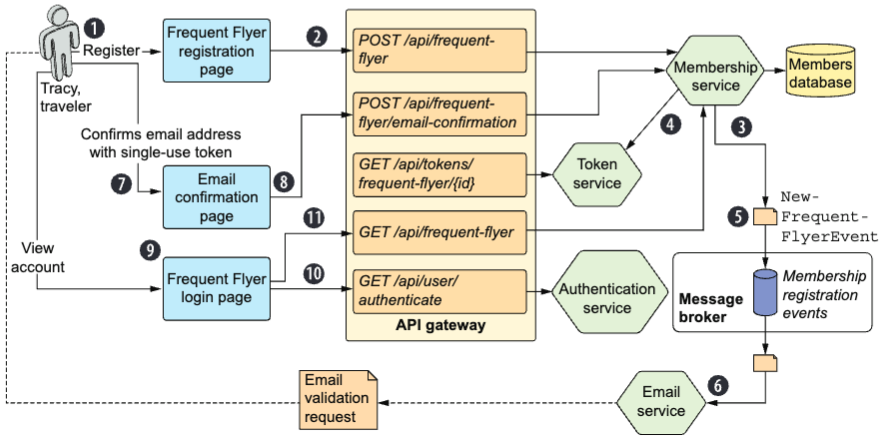 1
Register
Tracy,
traveler
Frequent Flyer
registration
page
2
POST /api/frequent-
flyer
Membership
service
Members
database
POST /api/frequent-
flyer/email-confirmation
4
3
Confirms email address
with single-use token
7
Email
confirmation
page
8
GET /api/tokens/
frequent-flyer/{id}
Token
service
5
New-
Frequent-
FlyerEvent
11
GET /api/frequent-flyer
View
account
9
Frequent Flyer
login page
10
GET /api/user/
authenticate
API gateway
Authentication
service
Message
broker
Membership
registration
events
Email
validation
request
Email
service
6